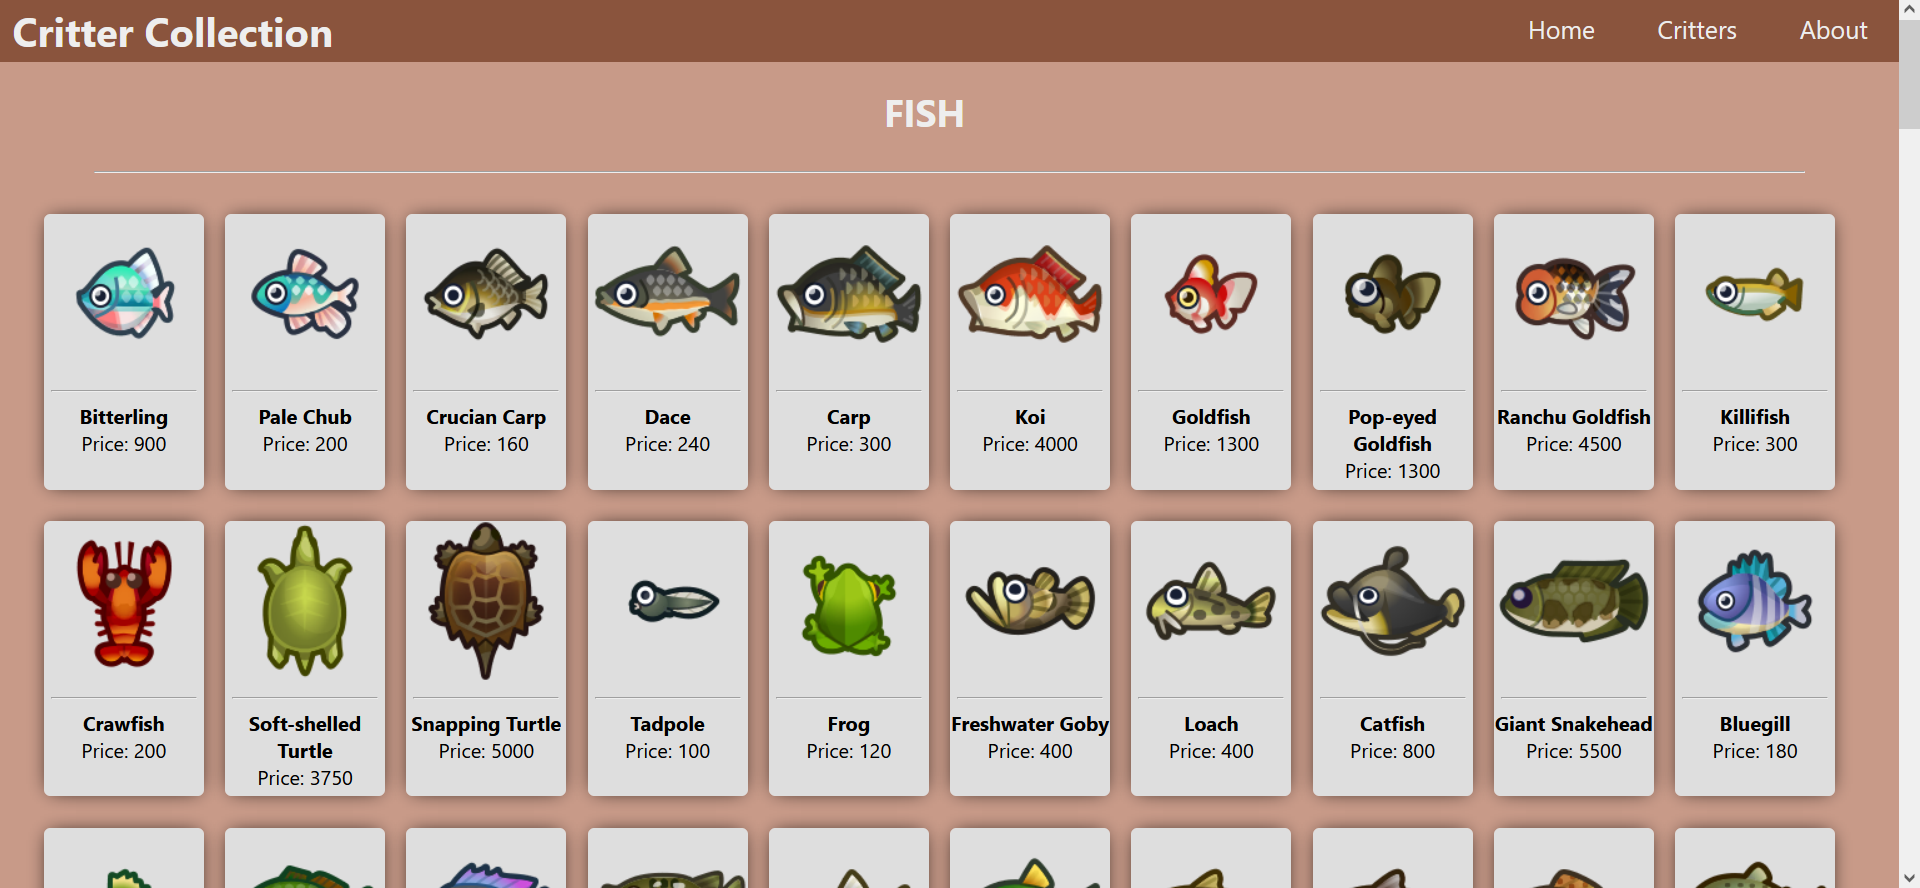 Critter Collection
Home
Critters
About
FISH
Bitterling
Price: 900
Pale Chub
Price: 200
Crucian Carp
Price: 160
Dace
Price: 240
Carp
Price: 300
Koi
Price: 4000
Goldfish
Price: 1300
Pop-eyed
Goldfish
Price: 1300
Ranchu Goldfish
Price: 4500
Killifish
Price: 300
Crawfish
Price: 200
Soft-shelled
Turtle
Price: 3750
Snapping Turtle
Price: 5000
Tadpole
Price: 100
Frog
Price: 120
Freshwater Goby
Price: 400
Loach
Price: 400
Catfish
Price: 800
Giant Snakehead
Price: 5500
Bluegill
Price: 180